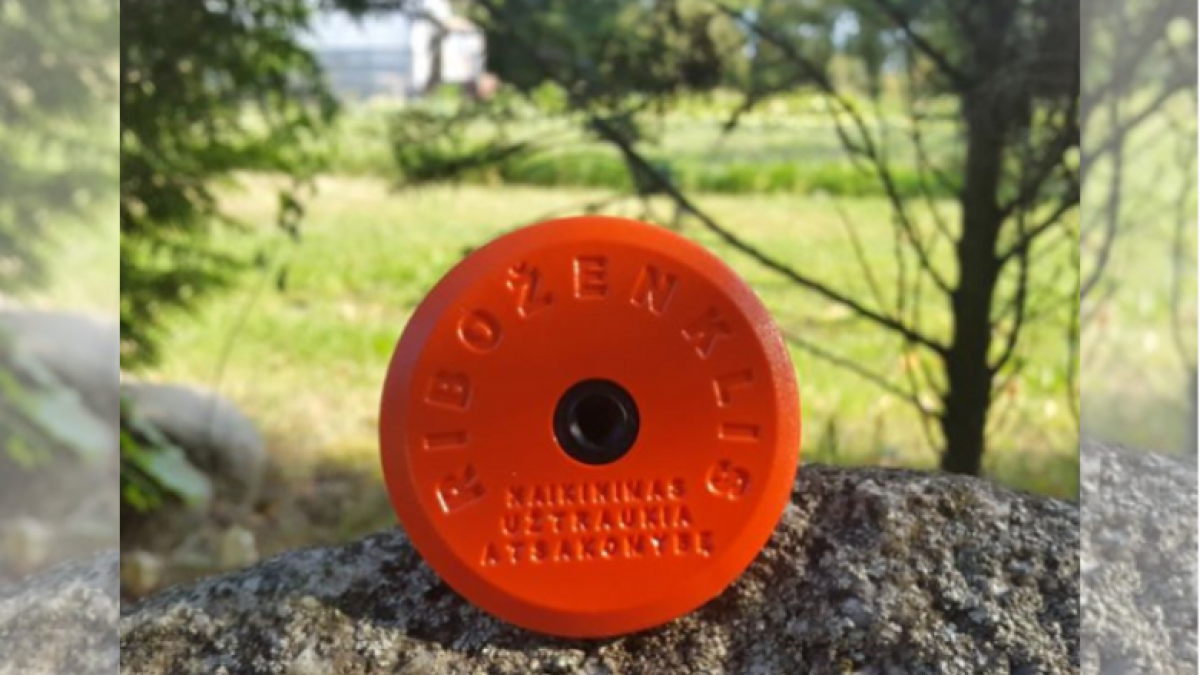 RIBOŽENKLIS
NAIKINIMAS
UŽTRAUKIA
ATSAKOMYBĘ